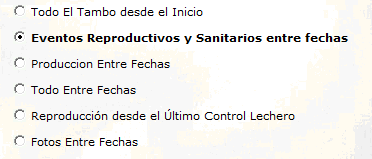 Todo El Tambo desde el Inicio
Eventos Reproductivos y Sanitarios entre fechas
Produccion Entre Fechas
Todo Entre Fechas
Reproducción desde el Último Control Lechero
Fotos Entre Fechas